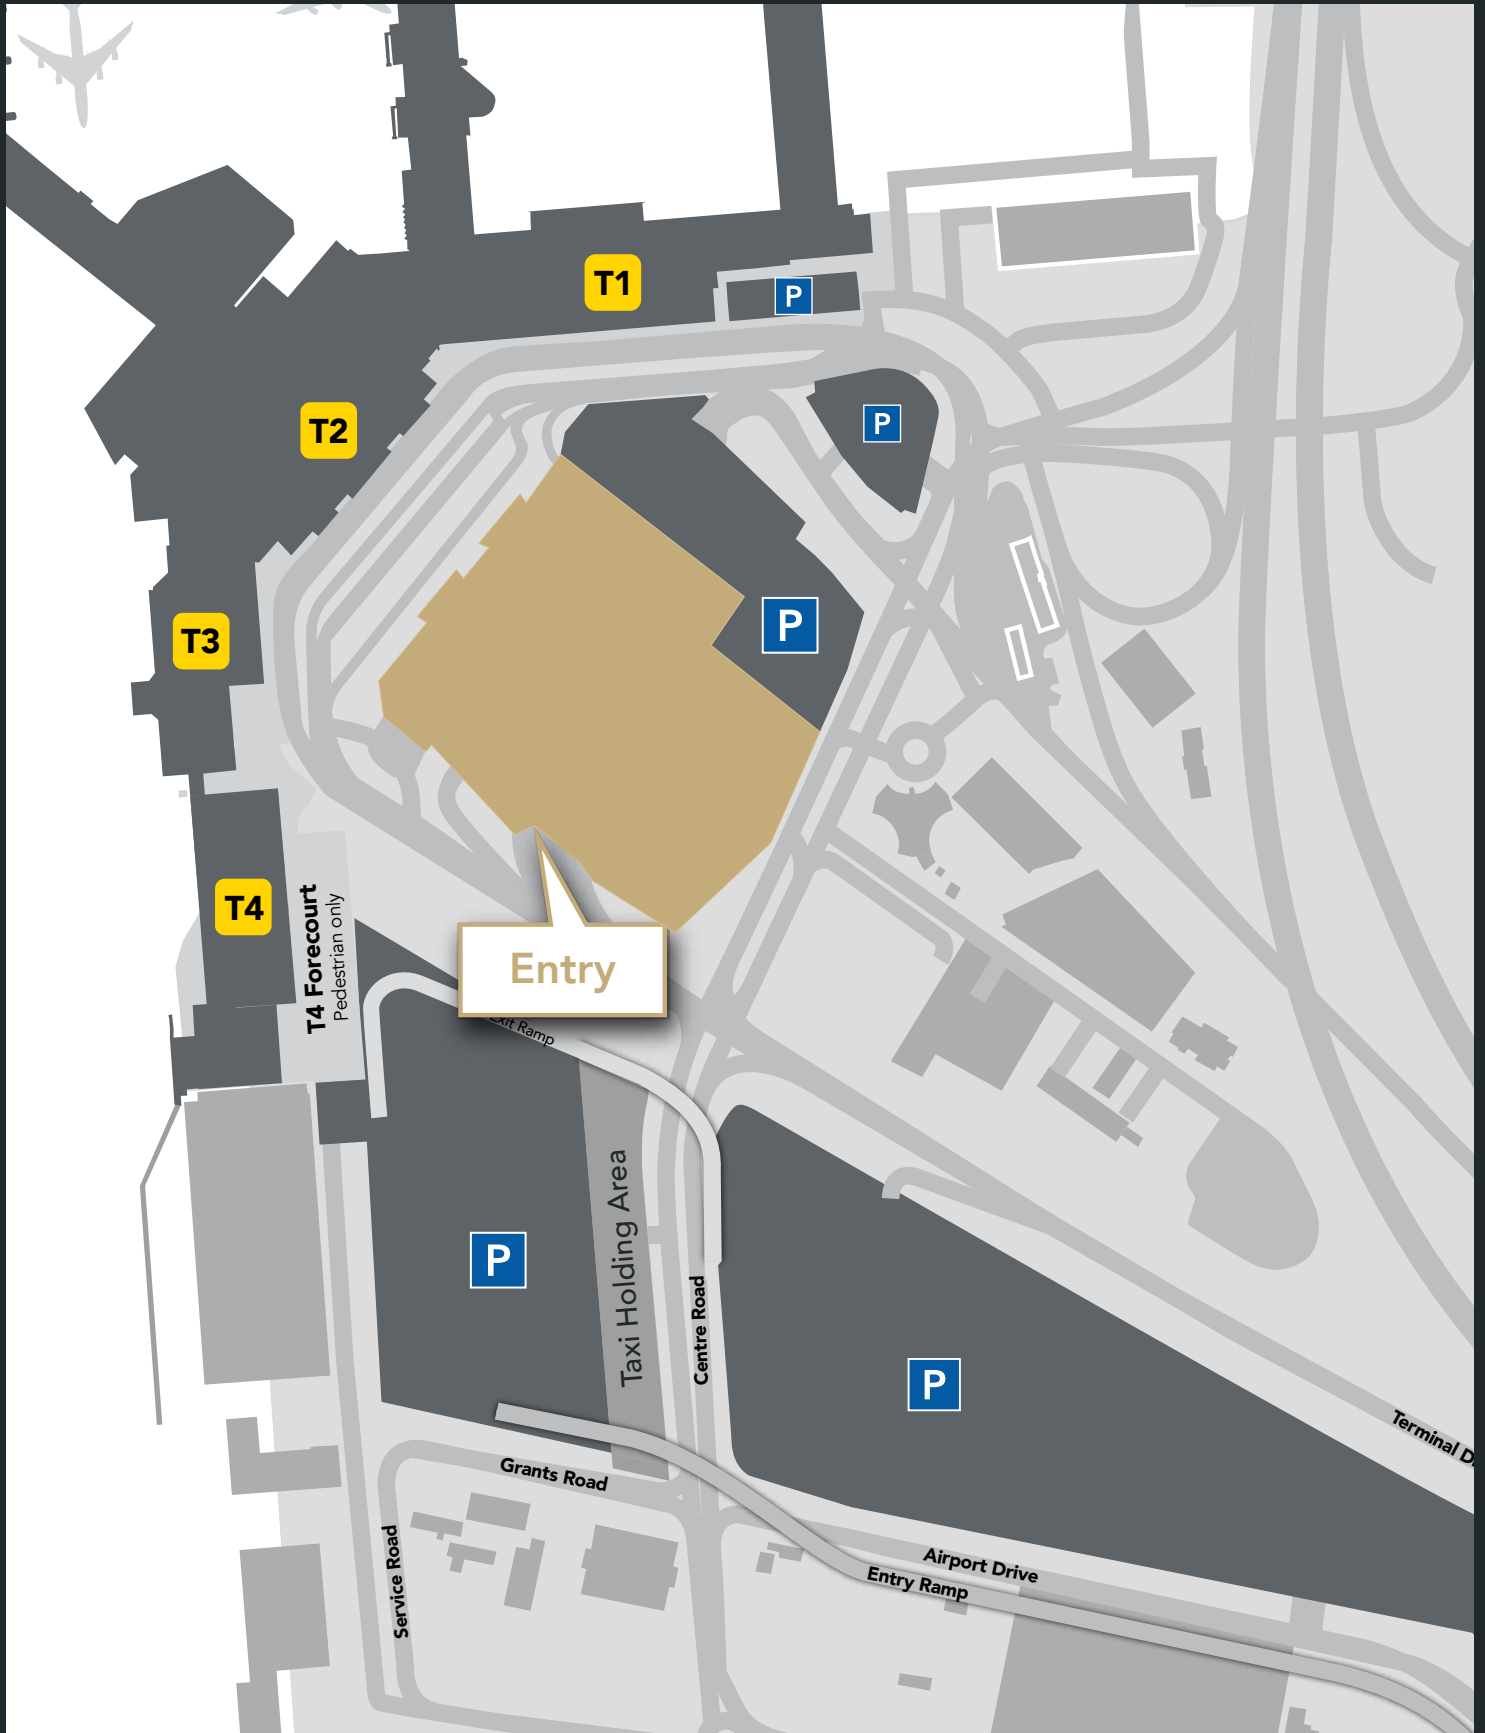 T1
P
T2
P
P
T3
T4
T4 Forecourt
Pedestrian only
Entry
Exit Ramp
P
Taxi Holding Area
Centre Road
P
Terminal D
Grants Road
Service Road
Airport Drive
Entry Ramp